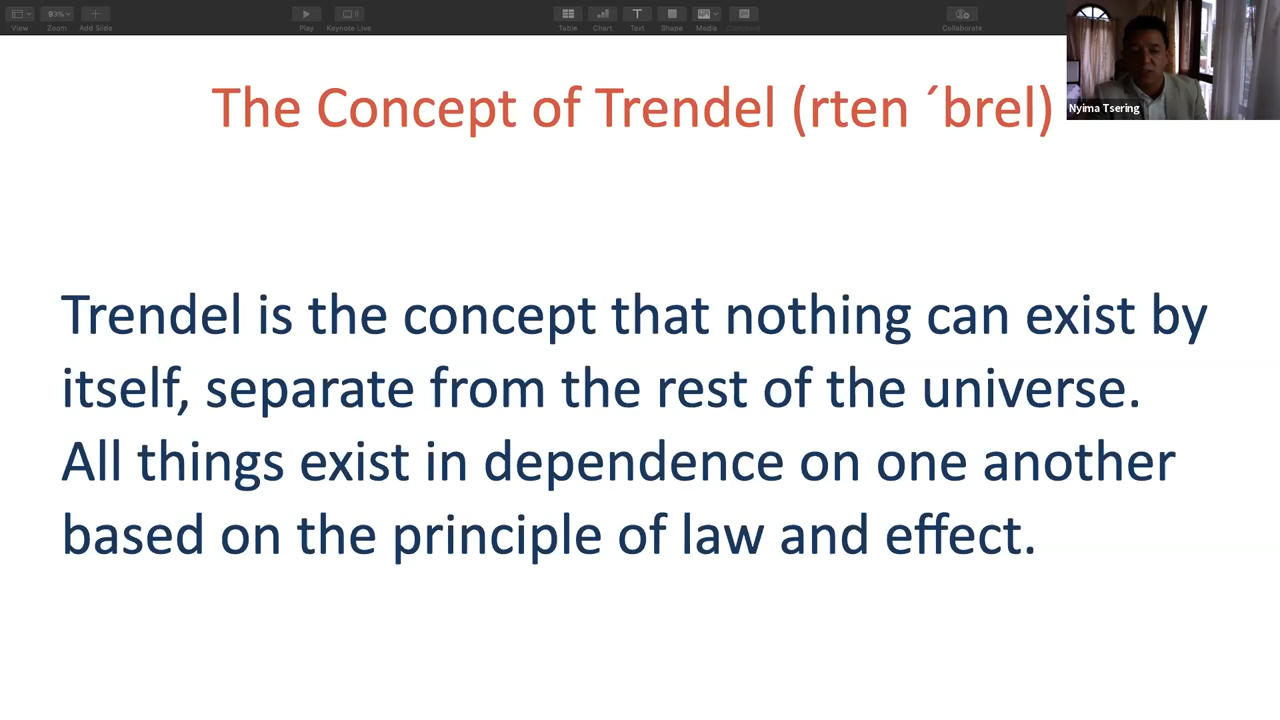 View
93%
Zoom
Add Slide
Play
Keynote Live
Table
Chart
T
Text
Shape
Media
Comment
Collaborate
The Concept of Trendel (rten ´brel)
Nyima Tsering
Trendel is the concept that nothing can exist by
itself, separate from the rest of the universe.
All things exist in dependence on one another
based on the principle of law and effect.